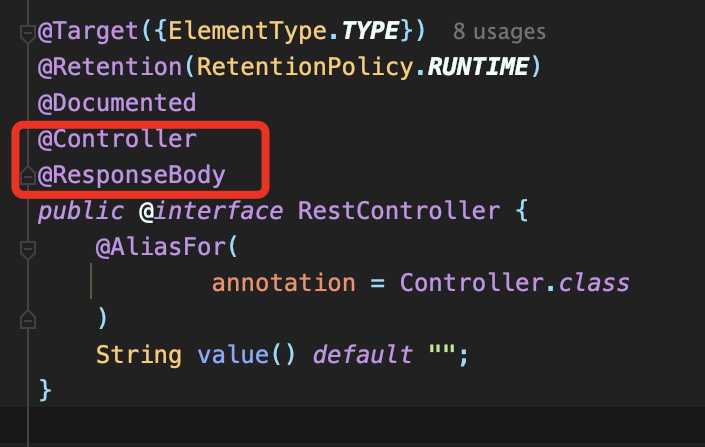 @Target({ElementType.TYPE}) 8 usages
@Retention(RetentionPolicy.RUNTIME)
@Documented
@Controller
@ResponseBody
public @interface RestController {
    @AliasFor(
            annotation = Controller.class
    )
    String value() default "";
}